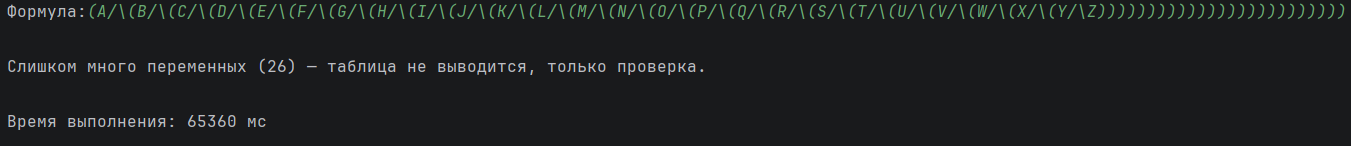 Формула:(A/\(B/\(C/\(D/\(E/\(F/\(G/\(H/\(I/\(J/\(K/\(L/\(M/\(N/\(O/\(P/\(Q/\(R/\(S/\(T/\(U/\(V/\(W/\(X/\(Y/\Z)))))))))))))))))))))))))
Слишком много переменных (26) — таблица не выводится, только проверка.
Время выполнения: 65360 мс